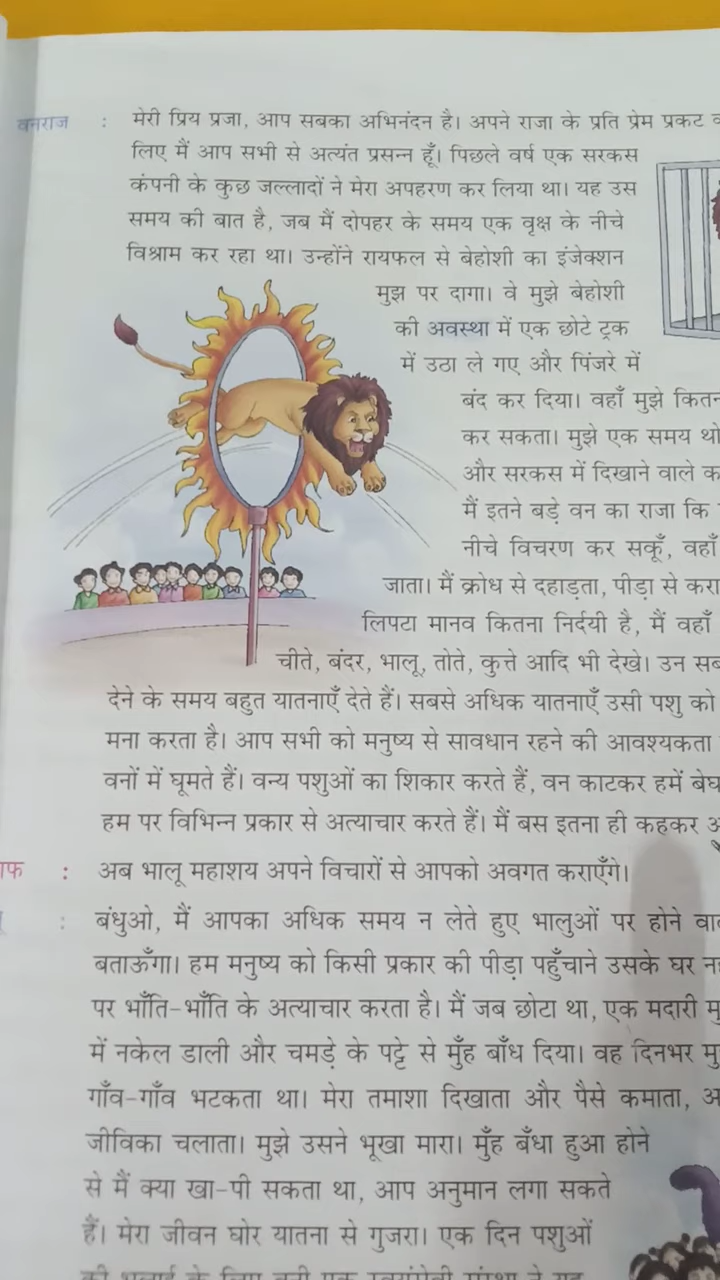 वनराज : मेरी प्रिय प्रजा, आप सबका अभिनंदन है। अपने राजा के प्रति प्रेम प्रकट
लिए मैं आप सभी से अत्यंत प्रसन्न हूँ। पिछले वर्ष एक सरकस
कंपनी के कुछ जल्लादों ने मेरा अपहरण कर लिया था। यह उस
समय की बात है, जब मैं दोपहर के समय एक वृक्ष के नीचे
विश्राम कर रहा था। उन्होंने रायफल से बेहोशी का इंजेक्शन
मुझ पर दागा। वे मुझे बेहोशी
की अवस्था में एक छोटे ट्रक
में उठा ले गए और पिंजरे में
बंद कर दिया। वहाँ मुझे
कर सकता। मुझे एक समय
और सरकस में दिखाने वाले
मैं इतने बड़े वन का राजा कि
नीचे विचरण कर सकूँ, वहाँ
जाता। मैं क्रोध से दहाड़ता, पीड़ा से
लिपटा मानव कितना निर्दयी है, मैं वहाँ
चीते, बंदर, भालू, तोते, कुत्ते आदि भी देखे। उन
देने के समय बहुत यातनाएँ देते हैं। सबसे अधिक यातनाएँ उसी पशु को
मना करता है। आप सभी को मनुष्य से सावधान रहने की आवश्यकता
वनों में घूमते हैं। वन्य पशुओं का शिकार करते हैं, वन काटकर हमें
हम पर विभिन्न प्रकार से अत्याचार करते हैं। मैं बस इतना ही कहकर
: अब भालू महाशय अपने विचारों से आपको अवगत कराएँगे।
: बंधुओ, मैं आपका अधिक समय न लेते हुए भालुओं पर होने
बताऊँगा। हम मनुष्य को किसी प्रकार की पीड़ा पहुँचाने उसके घर
पर भाँति-भाँति के अत्याचार करता है। मैं जब छोटा था, एक मदारी
में नकेल डाली और चमड़े के पट्टे से मुँह बाँध दिया। वह दिनभर
गाँव-गाँव भटकता था। मेरा तमाशा दिखाता और पैसे कमाता,
जीविका चलाता। मुझे उसने भूखा मारा। मुँह बँधा हुआ होने
से मैं क्या खा-पी सकता था, आप अनुमान लगा सकते
हैं। मेरा जीवन घोर यातना से गुजरा। एक दिन पशुओं